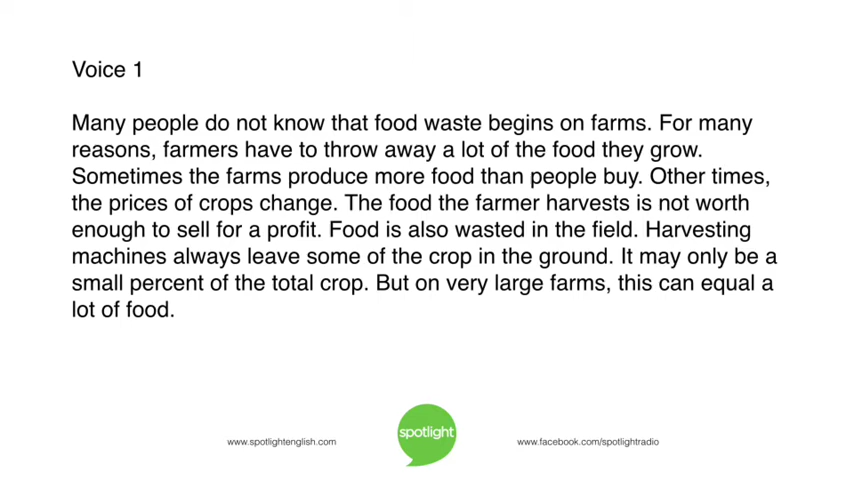 Voice 1
Many people do not know that food waste begins on farms. For many
reasons, farmers have to throw away a lot of the food they grow.
Sometimes the farms produce more food than people buy. Other times,
the prices of crops change. The food the farmer harvests is not worth
enough to sell for a profit. Food is also wasted in the field. Harvesting
machines always leave some of the crop in the ground. It may only be a
small percent of the total crop. But on very large farms, this can equal a
lot of food.
spotlight
www.spotlightenglish.com
www.facebook.com/spotlightradio